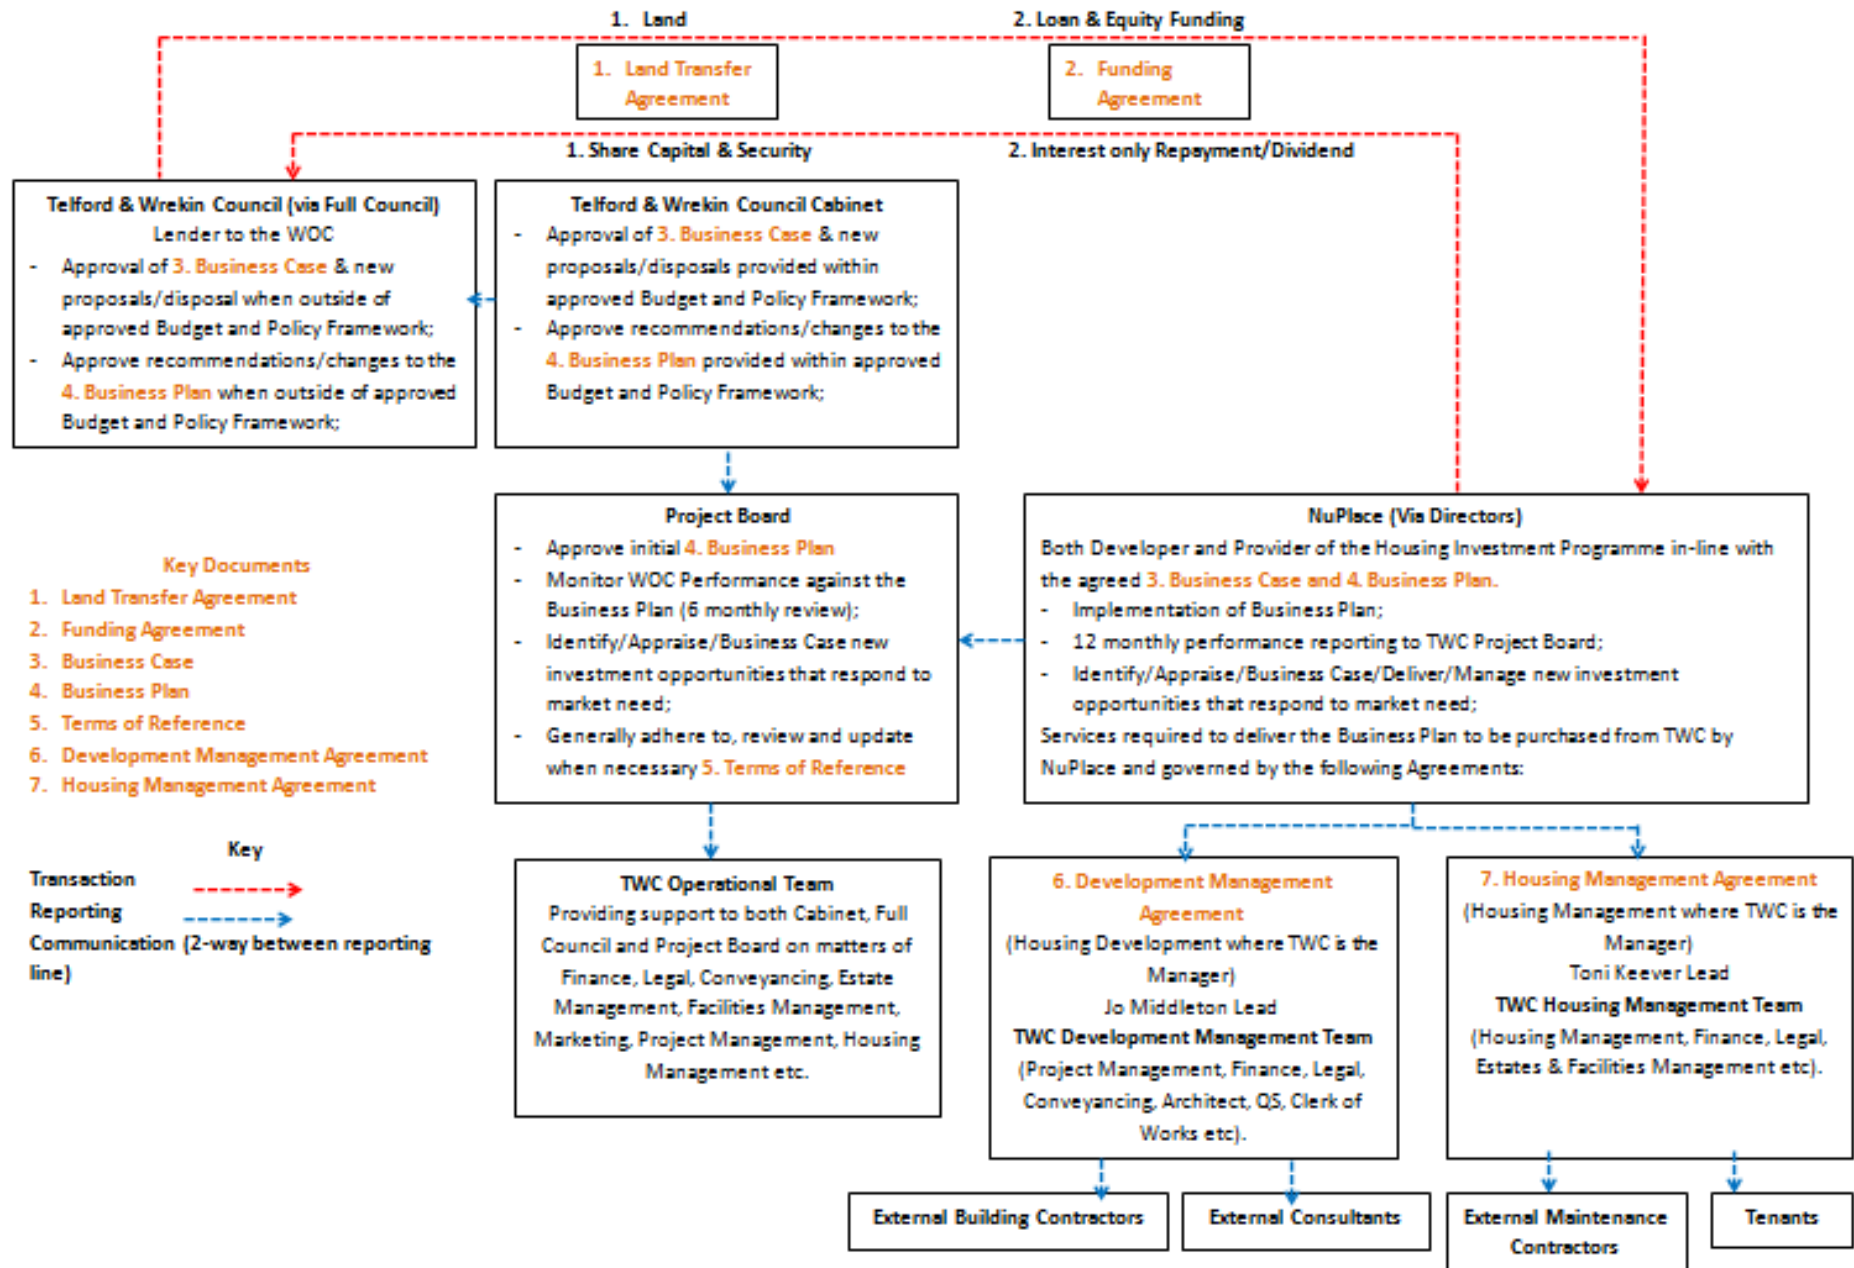 1. Land
2. Loan & Equity Funding
1. Land Transfer
Agreement
2. Funding
Agreement
1. Share Capital & Security
2. Interest only Repayment/Dividend
Telford & Wrekin Council (via Full Council)
Lender to the WOC
- Approval of 3. Business Case & new
proposals/disposal when outside of
approved Budget and Policy Framework;
- Approve recommendations/changes to the
4. Business Plan when outside of approved
Budget and Policy Framework;
Telford & Wrekin Council Cabinet
- Approval of 3. Business Case & new
proposals/disposals provided within
approved Budget and Policy Framework;
- Approve recommendations/changes to the
4. Business Plan provided within approved
Budget and Policy Framework;
Project Board
- Approve initial 4. Business Plan
- Monitor WOC Performance against the
Business Plan (6 monthly review);
- Identify/Appraise/Business Case new
investment opportunities that respond to
market need;
- Generally adhere to, review and update
when necessary 5. Terms of Reference
NuPlace (Via Directors)
Both Developer and Provider of the Housing Investment Programme in-line with
the agreed 3. Business Case and 4. Business Plan.
- Implementation of Business Plan;
- 12 monthly performance reporting to TWC Project Board;
- Identify/Appraise/Business Case/Deliver/Manage new investment
opportunities that respond to market need;
Services required to deliver the Business Plan to be purchased from TWC by
NuPlace and governed by the following Agreements:
Key Documents
1. Land Transfer Agreement
2. Funding Agreement
3. Business Case
4. Business Plan
5. Terms of Reference
6. Development Management Agreement
7. Housing Management Agreement
Key
Transaction
Reporting
Communication (2-way between reporting
line)
TWC Operational Team
Providing support to both Cabinet, Full
Council and Project Board on matters of
Finance, Legal, Conveyancing, Estate
Management, Facilities Management,
Marketing, Project Management, Housing
Management etc.
6. Development Management
Agreement
(Housing Development where TWC is the
Manager)
Jo Middleton Lead
TWC Development Management Team
(Project Management, Finance, Legal,
Conveyancing, Architect, QS, Clerk of
Works etc).
7. Housing Management Agreement
(Housing Management where TWC is the
Manager)
Toni Keever Lead
TWC Housing Management Team
(Housing Management, Finance, Legal,
Estates & Facilities Management etc).
External Building Contractors
External Consultants
External Maintenance
Contractors
Tenants